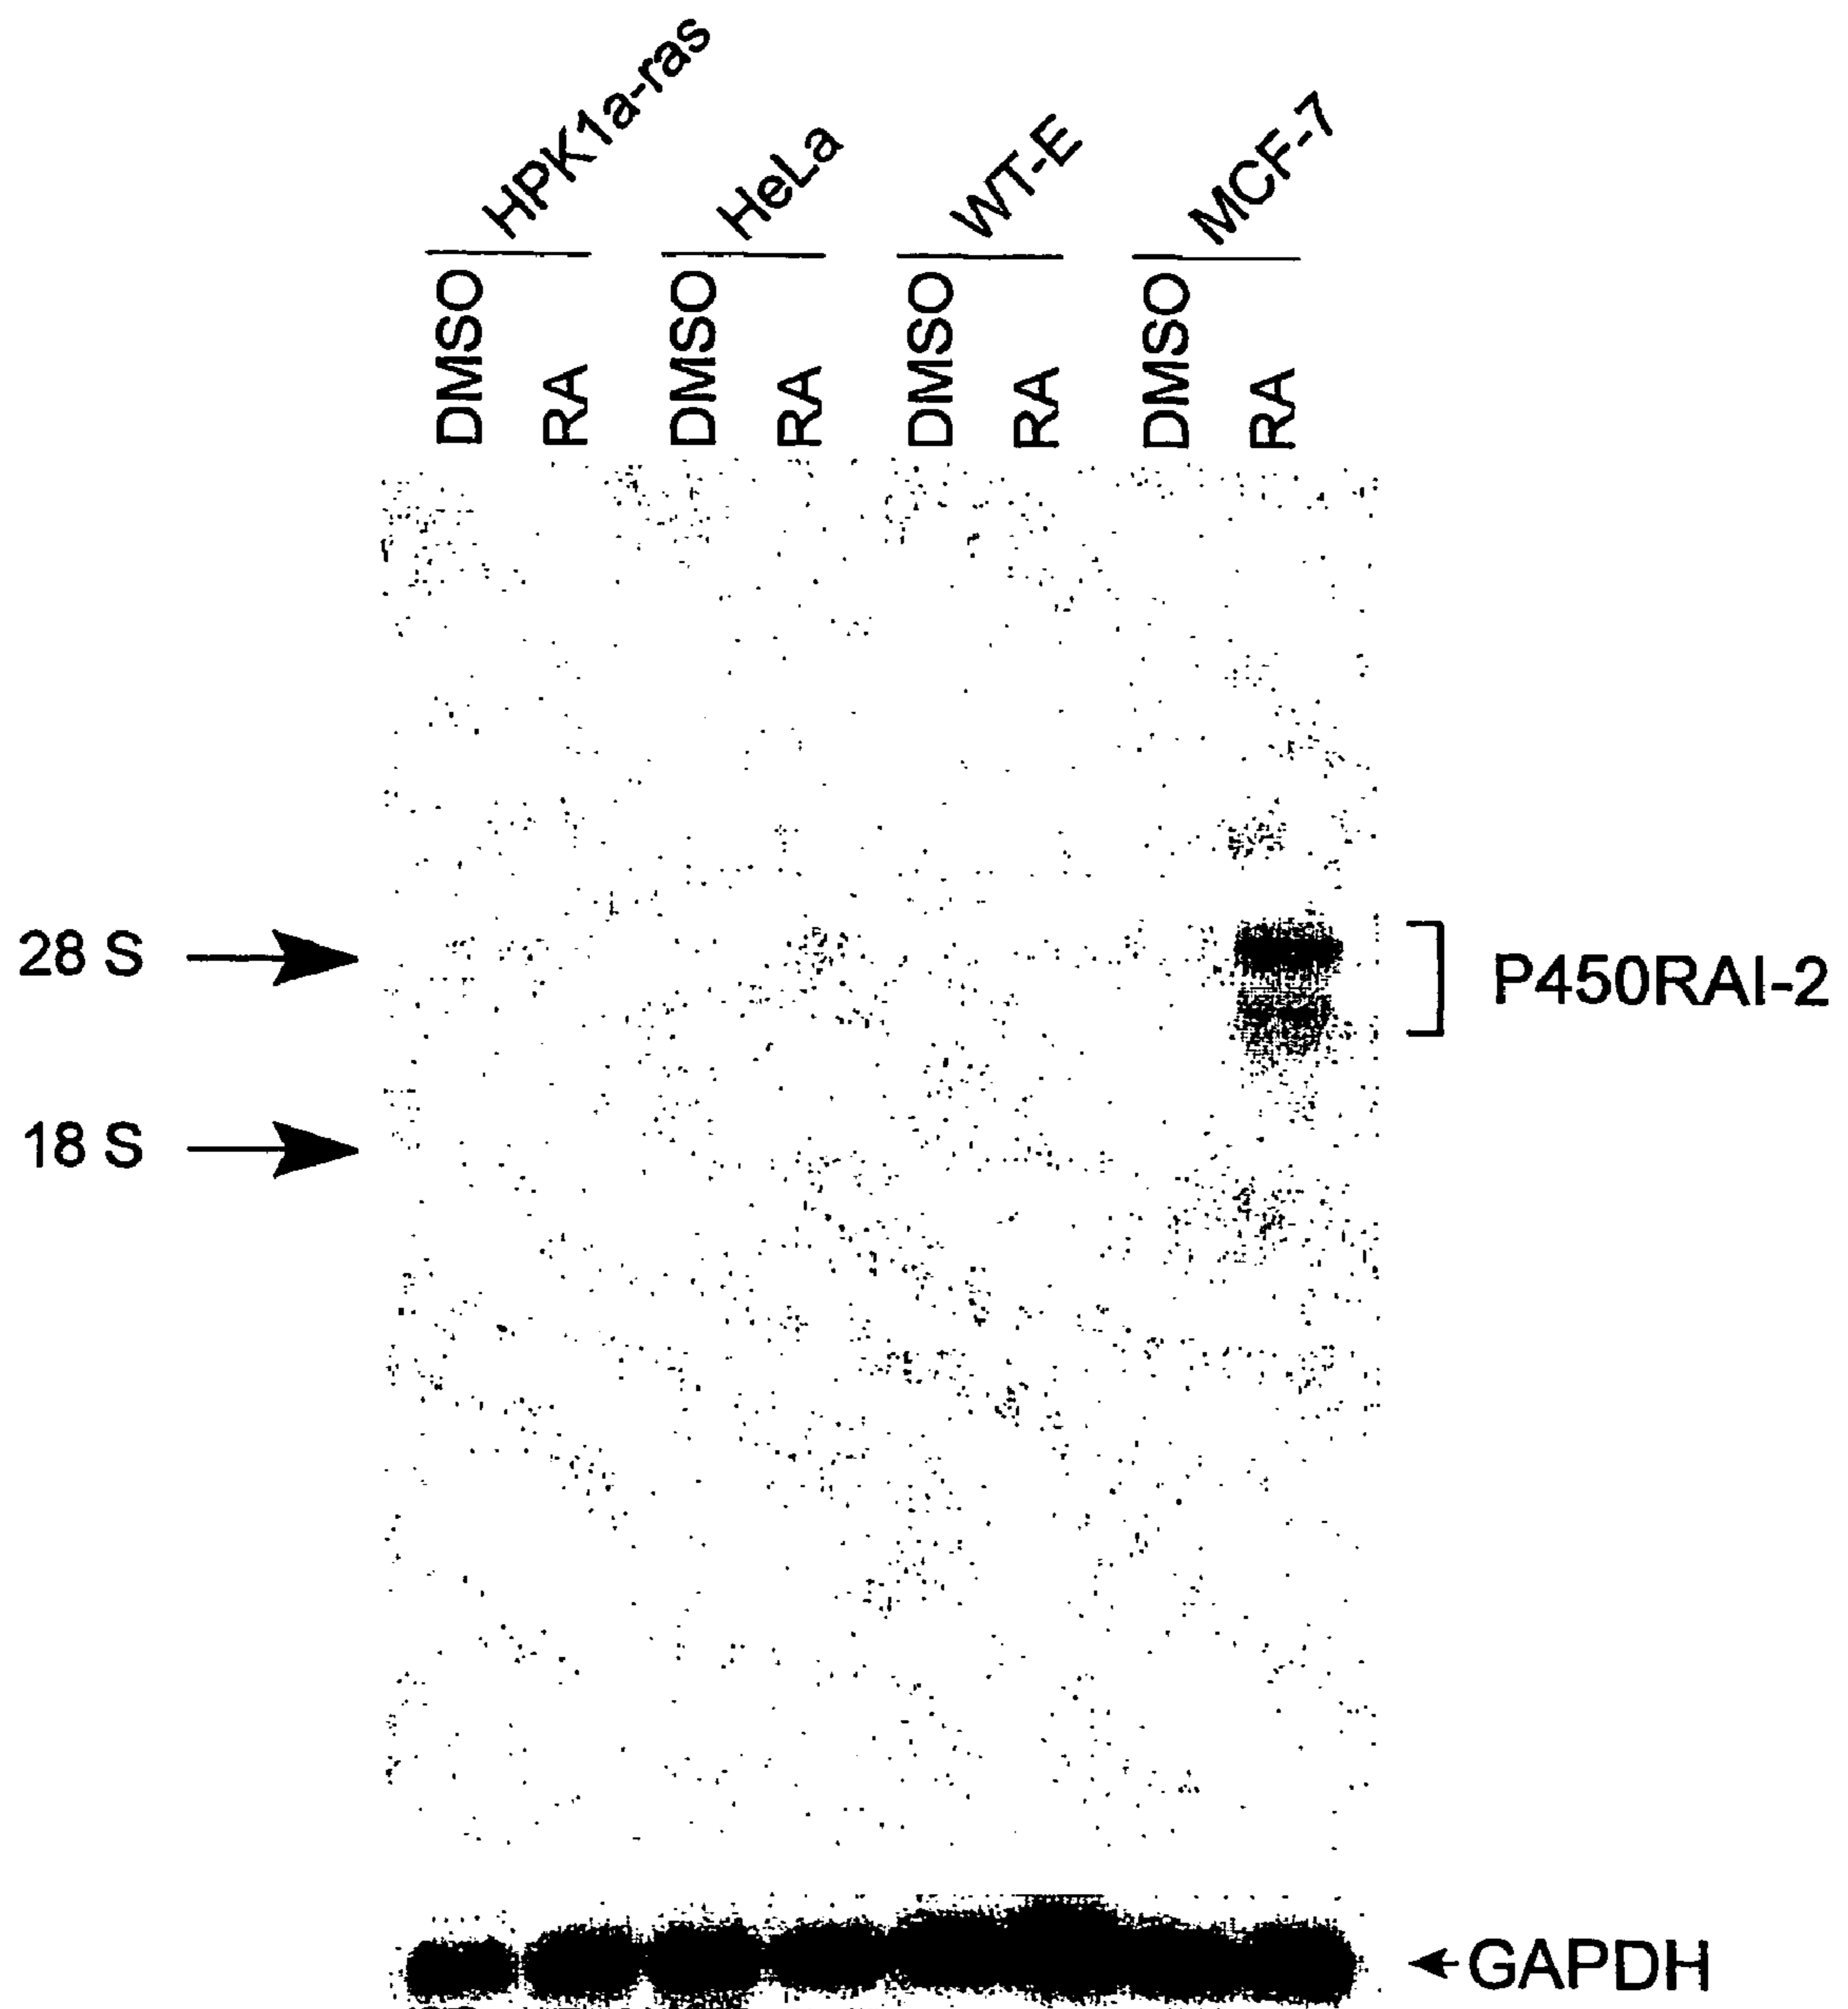 HPK1a-ras HeLa WT-E MCF-7
DMSO RA DMSO RA DMSO RA DMSO RA
28 S
P450RAI-2
18 S
GAPDH